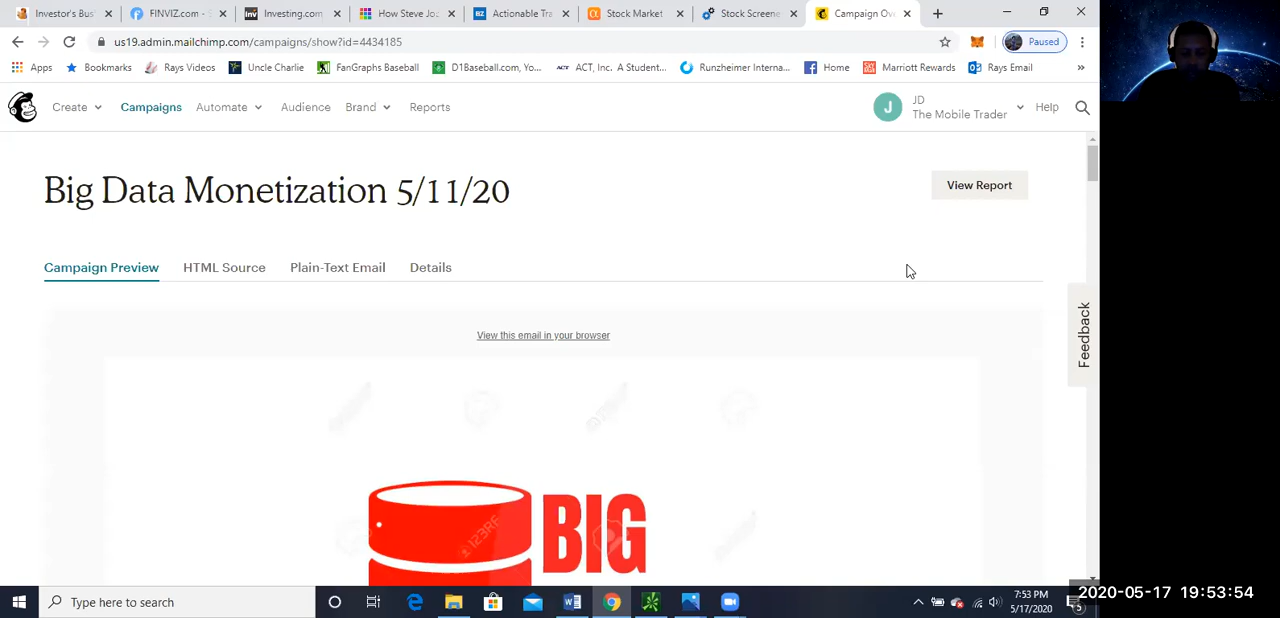 Investor's Bus
FINVIZ.com - S
Investing.com
How Steve Jo
Actionable Tra
Stock Market
Stock Screene
Campaign Ov
us19.admin.mailchimp.com/campaigns/show?id=4434185
Paused
Apps
Bookmarks
Rays Videos
Uncle Charlie
FanGraphs Baseball
D1Baseball.com, Yo...
ACT, Inc. A Student...
Runzheimer Interna...
Home
Marriott Rewards
Rays Email
»
Create
Campaigns
Automate
Audience
Brand
Reports
J
JD
The Mobile Trader
Help
Big Data Monetization 5/11/20
View Report
Campaign Preview
HTML Source
Plain-Text Email
Details
Feedback
View this email in your browser
123RF
BIG
Type here to search
7:53 PM
5/17/2020
5
2020-05-17 19:53:54